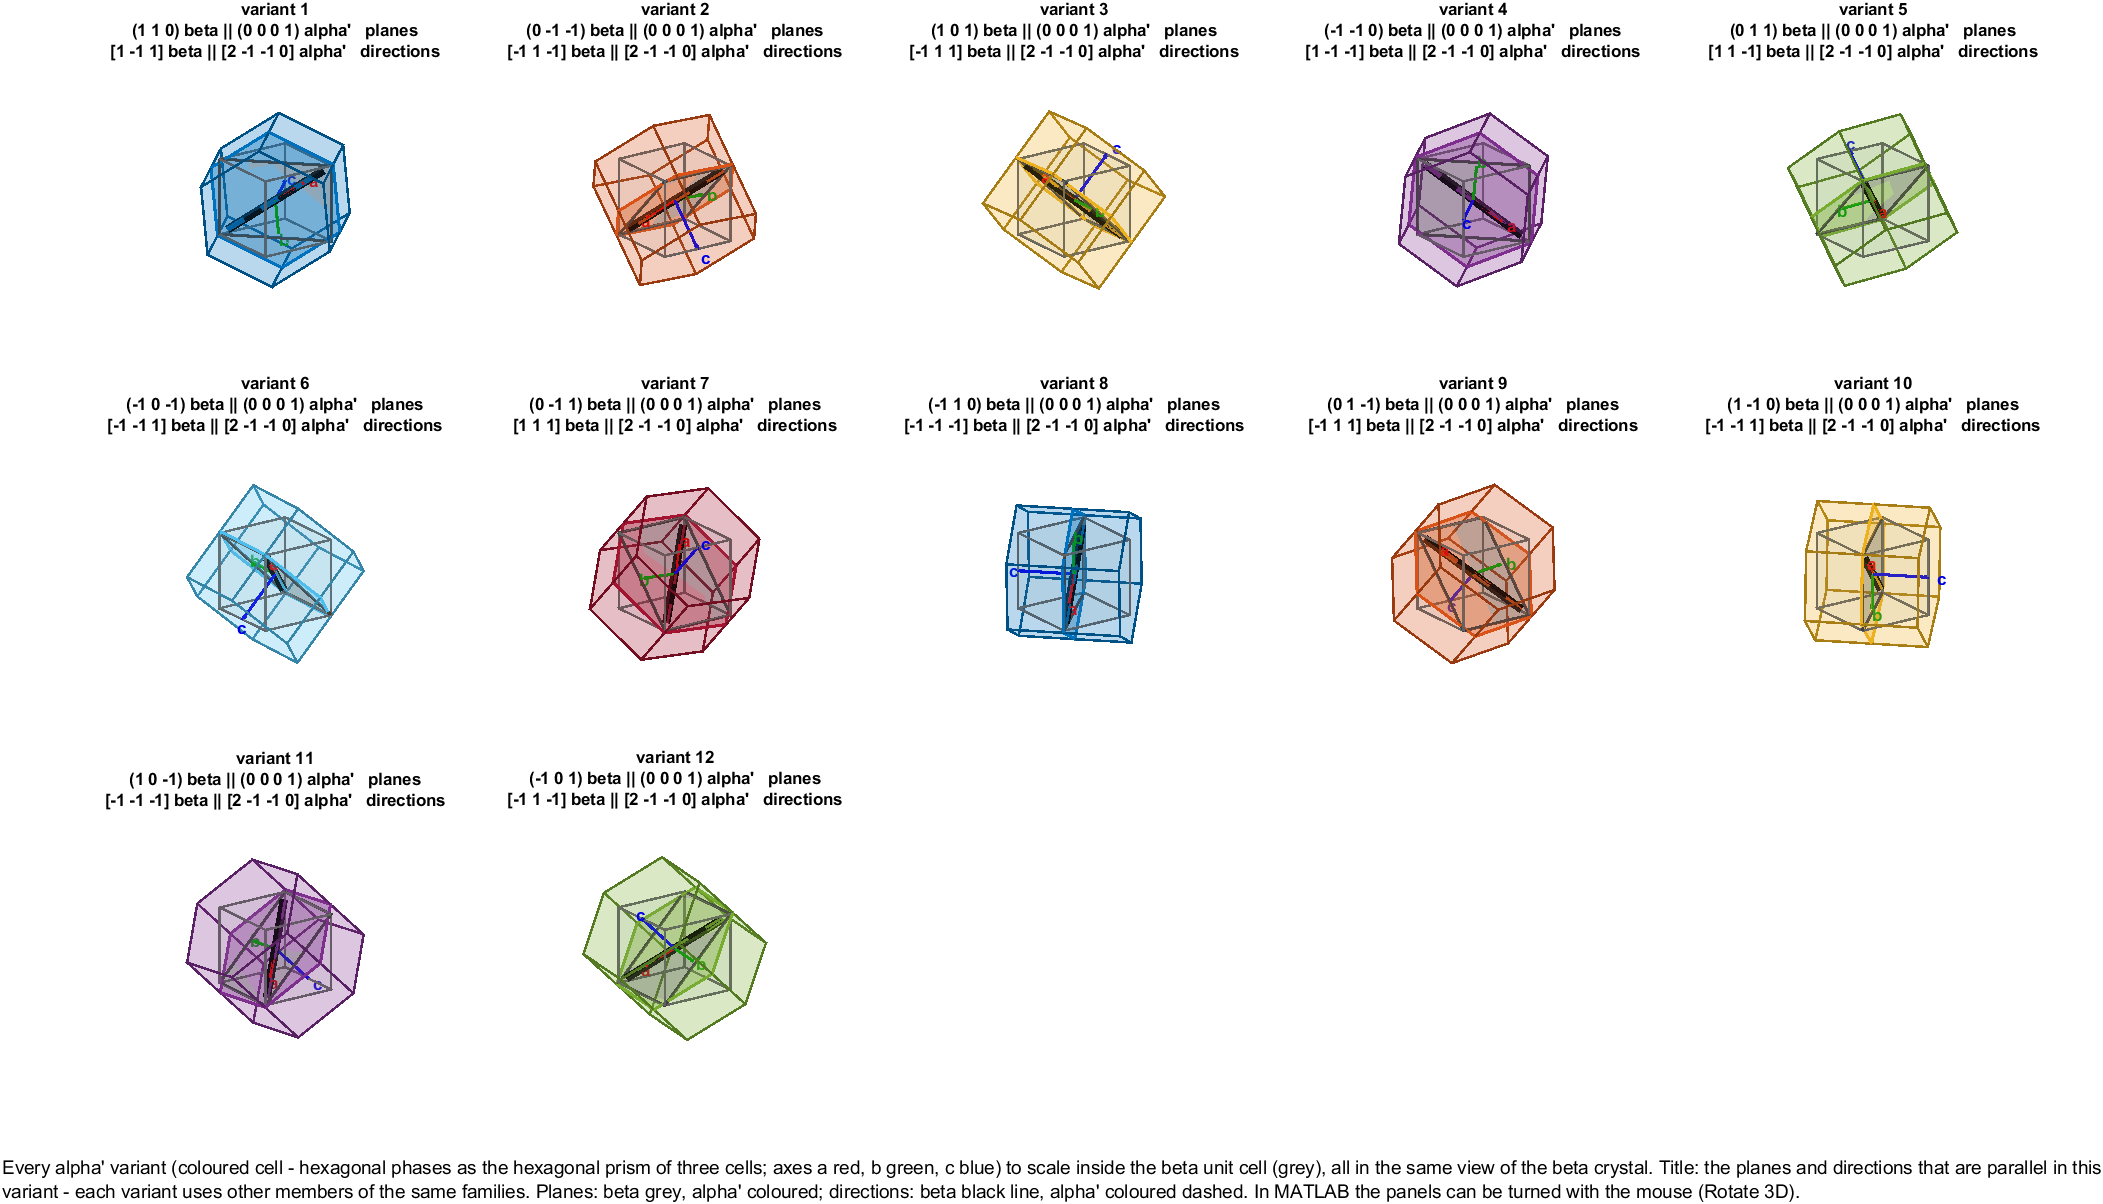 variant 1
(1 1 0) beta || (0 0 0 1) alpha' planes
[1 -1 1] beta || [2 -1 -1 0] alpha' directions
variant 2
(0 -1 -1) beta || (0 0 0 1) alpha' planes
[-1 1 -1] beta || [2 -1 -1 0] alpha' directions
variant 3
(1 0 1) beta || (0 0 0 1) alpha' planes
[-1 1 1] beta || [2 -1 -1 0] alpha' directions
variant 4
(-1 -1 0) beta || (0 0 0 1) alpha' planes
[1 -1 -1] beta || [2 -1 -1 0] alpha' directions
variant 5
(0 1 1) beta || (0 0 0 1) alpha' planes
[1 1 -1] beta || [2 -1 -1 0] alpha' directions
c a
b
a b
c
c
a b
b
c a
c
b a
variant 6
(-1 0 -1) beta || (0 0 0 1) alpha' planes
[-1 -1 1] beta || [2 -1 -1 0] alpha' directions
variant 7
(0 -1 1) beta || (0 0 0 1) alpha' planes
[1 1 1] beta || [2 -1 -1 0] alpha' directions
variant 8
(-1 1 0) beta || (0 0 0 1) alpha' planes
[-1 -1 -1] beta || [2 -1 -1 0] alpha' directions
variant 9
(0 1 -1) beta || (0 0 0 1) alpha' planes
[-1 1 1] beta || [2 -1 -1 0] alpha' directions
variant 10
(1 -1 0) beta || (0 0 0 1) alpha' planes
[-1 -1 1] beta || [2 -1 -1 0] alpha' directions
b a
c
a c
b
b
c
a
a b
c
a
c
b
variant 11
(1 0 -1) beta || (0 0 0 1) alpha' planes
[-1 -1 -1] beta || [2 -1 -1 0] alpha' directions
variant 12
(-1 0 1) beta || (0 0 0 1) alpha' planes
[-1 1 -1] beta || [2 -1 -1 0] alpha' directions
b
a c
c
a b
Every alpha' variant (coloured cell - hexagonal phases as the hexagonal prism of three cells; axes a red, b green, c blue) to scale inside the beta unit cell (grey), all in the same view of the beta crystal. Title: the planes and directions that are parallel in this
variant - each variant uses other members of the same families. Planes: beta grey, alpha' coloured; directions: beta black line, alpha' coloured dashed. In MATLAB the panels can be turned with the mouse (Rotate 3D).